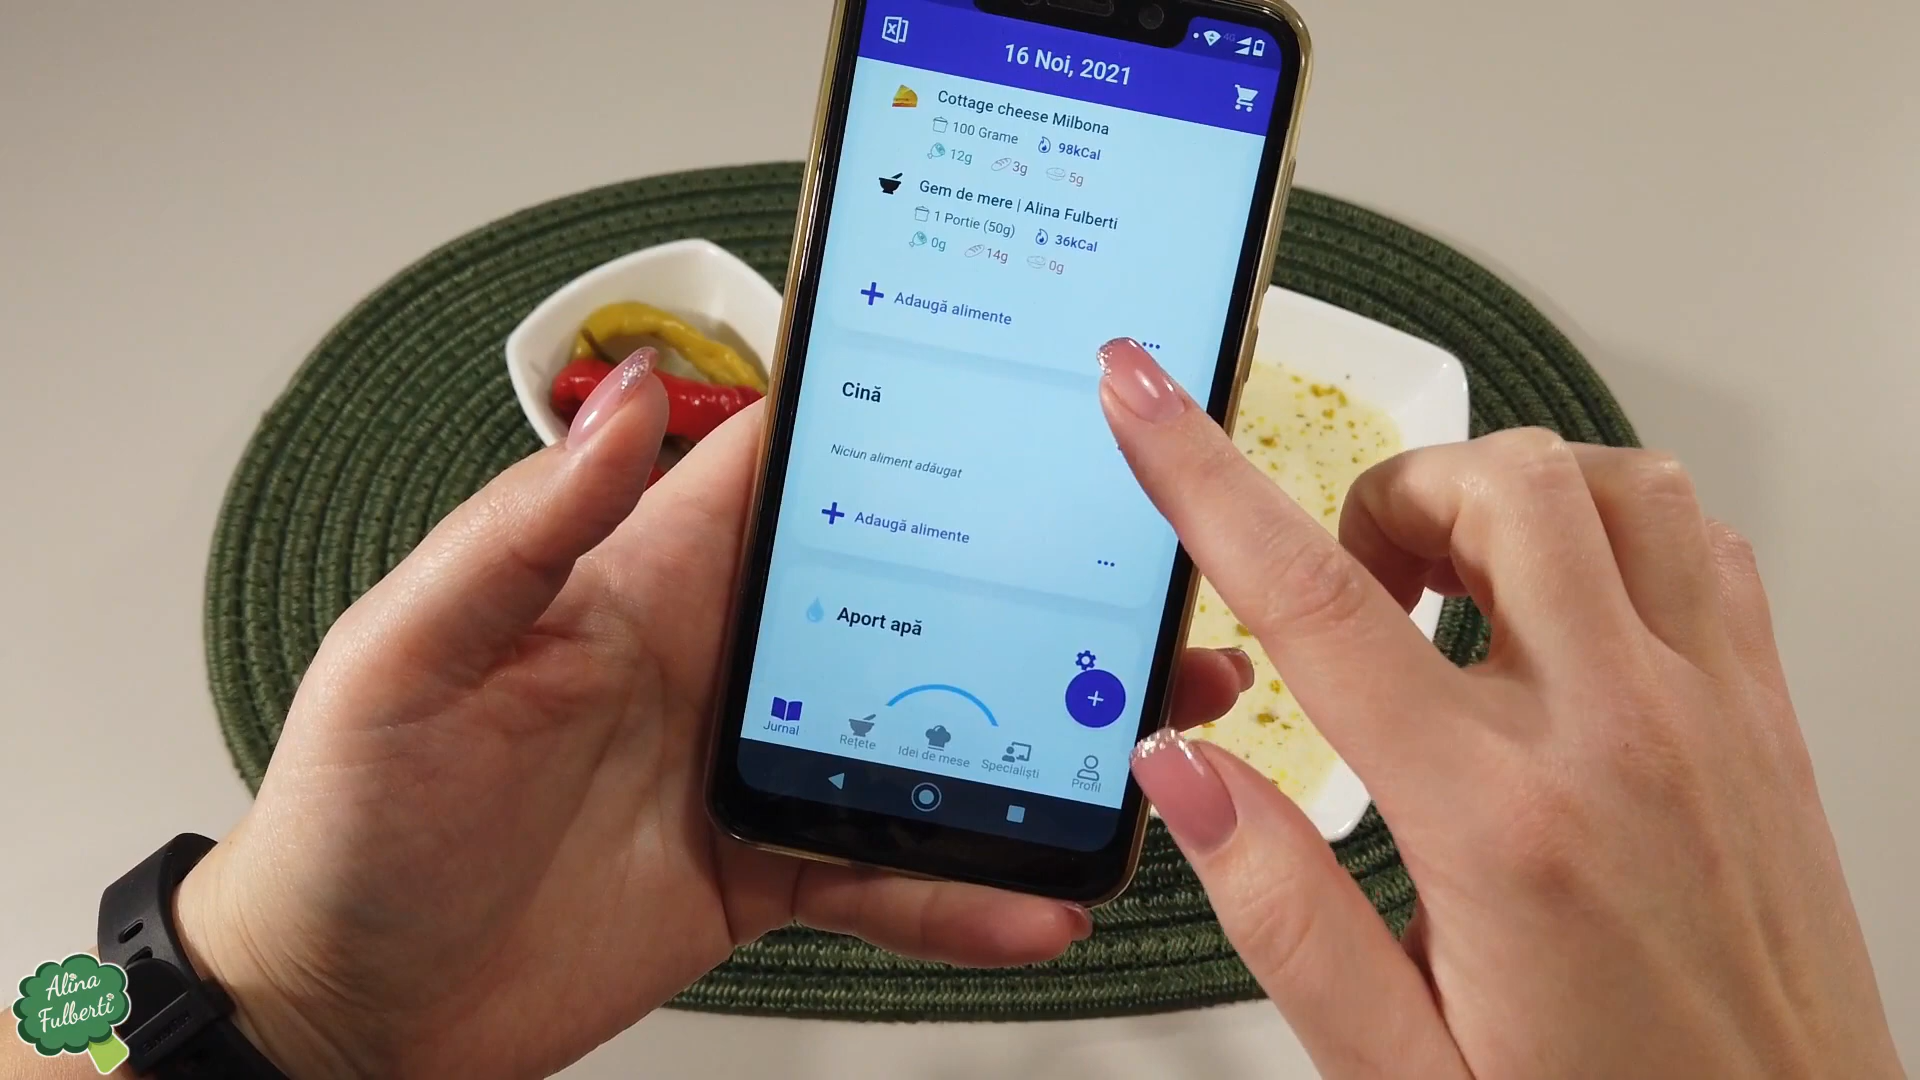 4G
16 Noi, 2021
Cottage cheese Milbona
100 Grame 98kCal
12g 3g 5g
Gem de mere | Alina Fulberti
1 Portie (50g) 36kCal
0g 14g 0g
Adaugă alimente
Cină
Niciun aliment adăugat
Adaugă alimente
Aport apă
Jurnal
Rețete
Idei de mese
Specialiști
Profil
Alina
Fulberti